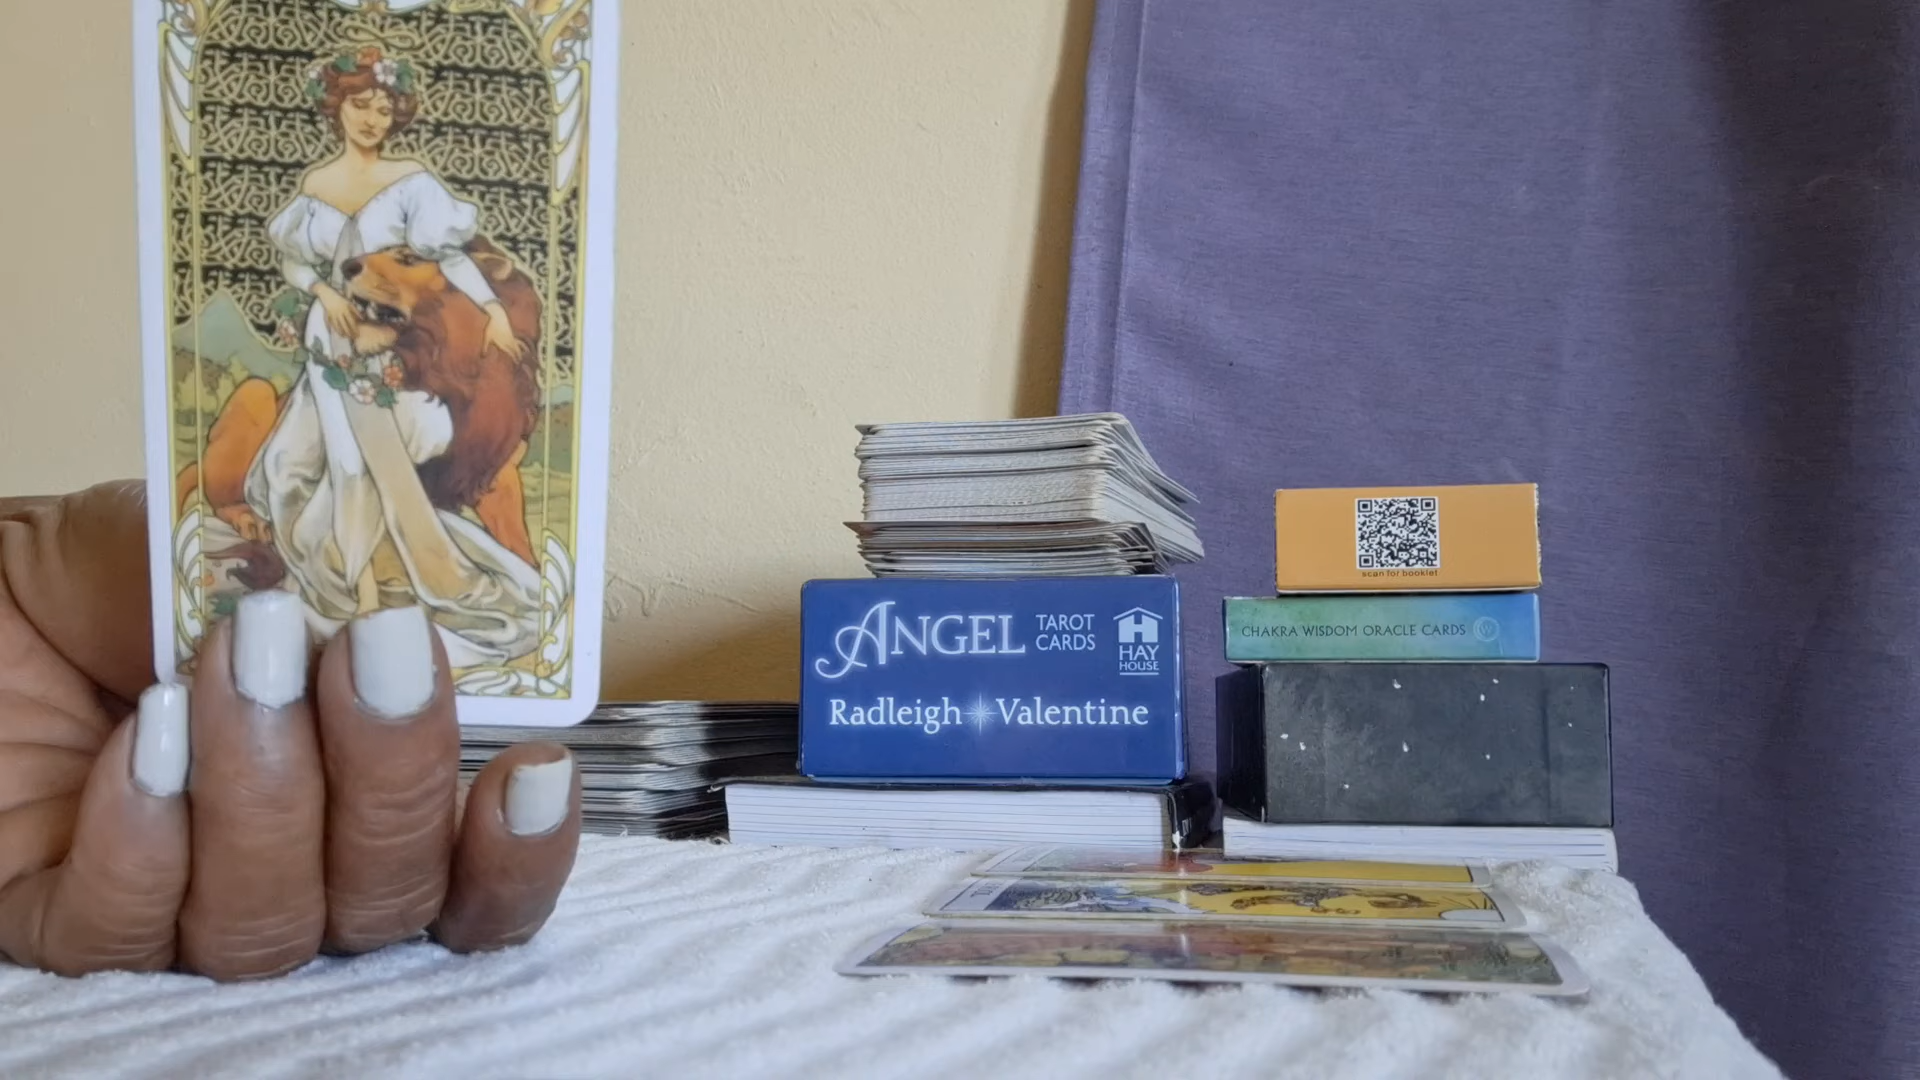 ANGEL TAROT CARDS
HAY HOUSE
Radleigh Valentine
scan for booklet
CHAKRA WISDOM ORACLE CARDS